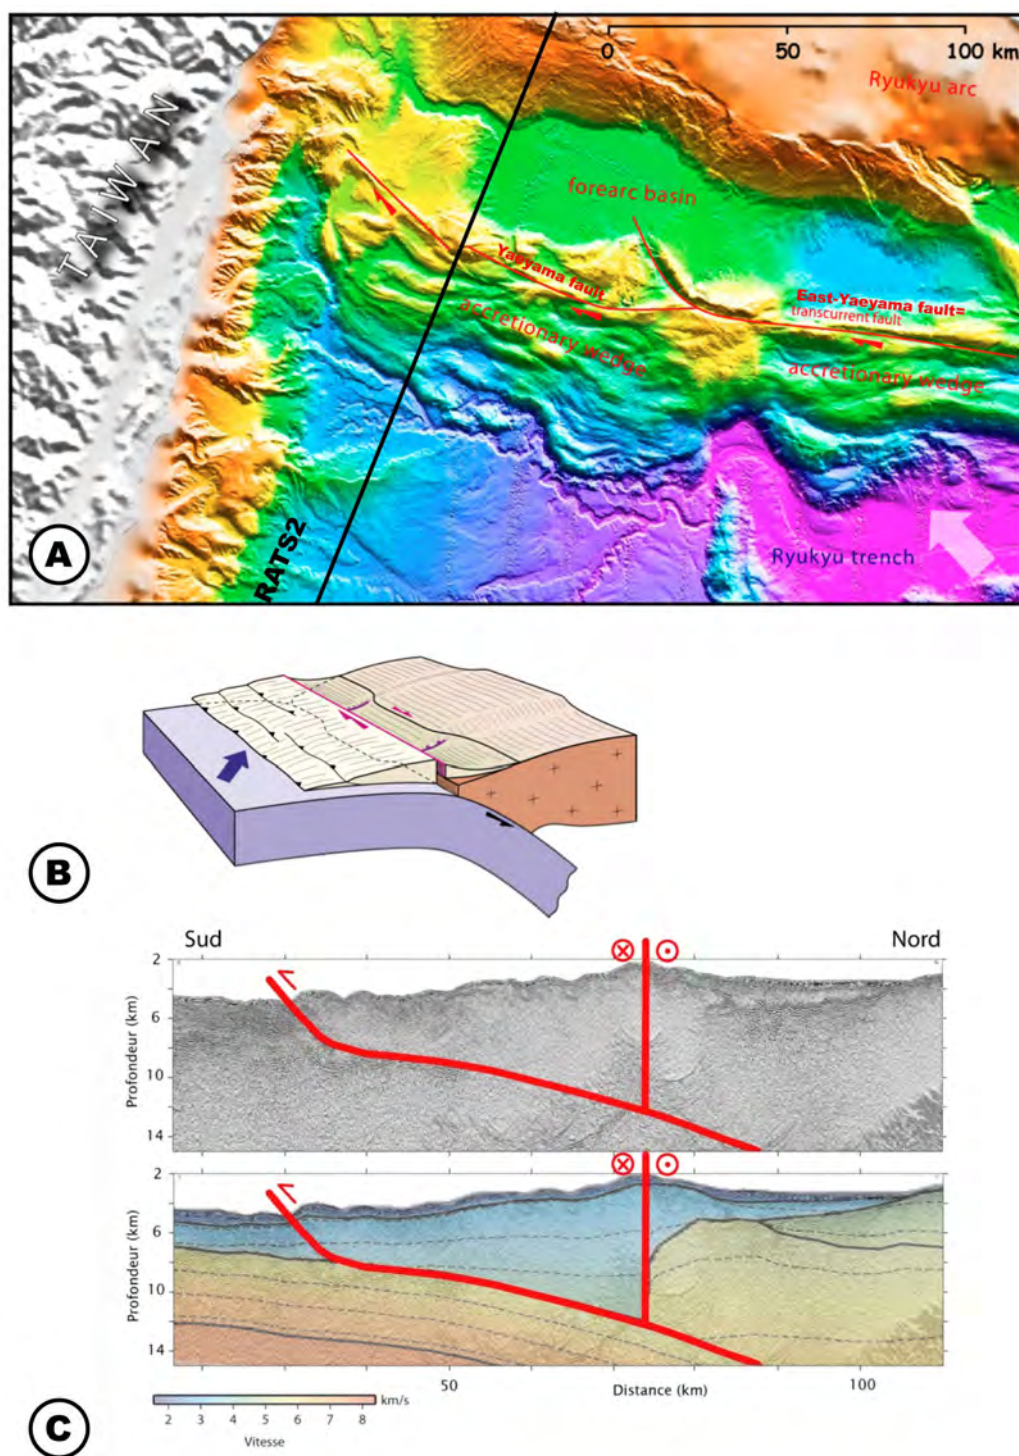 0 50 100 km
Ryukyu arc
TAIWAN
forearc basin
Yaeyama fault
East-Yaeyama fault=
transcurrent fault
accretionary wedge
accretionary wedge
RATS2
Ryukyu trench
A
B
Sud Nord
2
6
10
14
Profondeur (km)
2
6
10
14
Profondeur (km)
50 Distance (km) 100
km/s
2 3 4 5 6 7 8
Vitesse
C